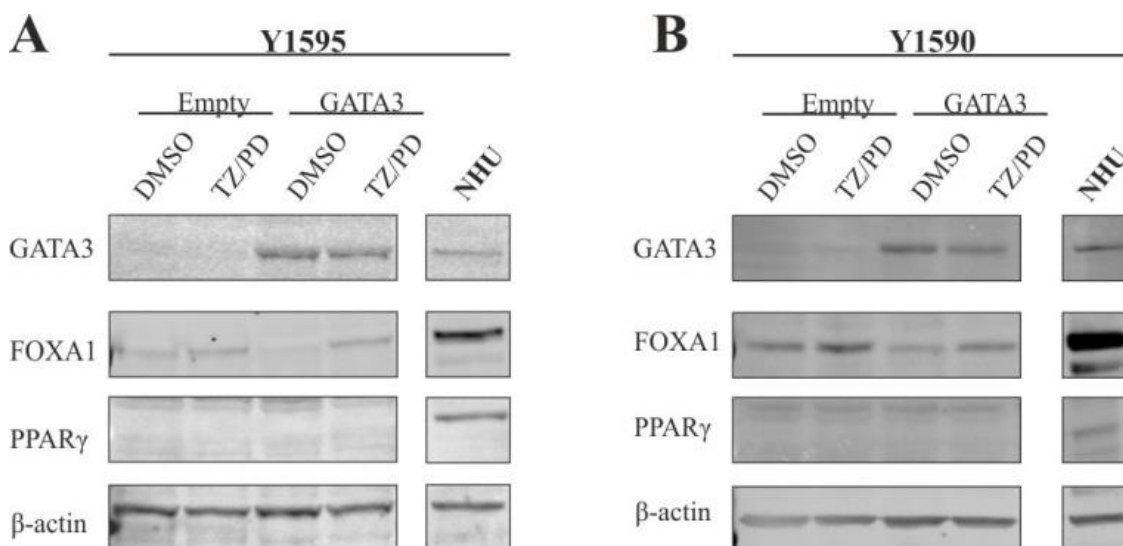 A
Y1595
Empty
GATA3
DMSO
TZ/PD
DMSO
TZ/PD
NHU
GATA3
FOXA1
PPARγ
β-actin
B
Y1590
Empty
GATA3
DMSO
TZ/PD
DMSO
TZ/PD
NHU
GATA3
FOXA1
PPARγ
β-actin